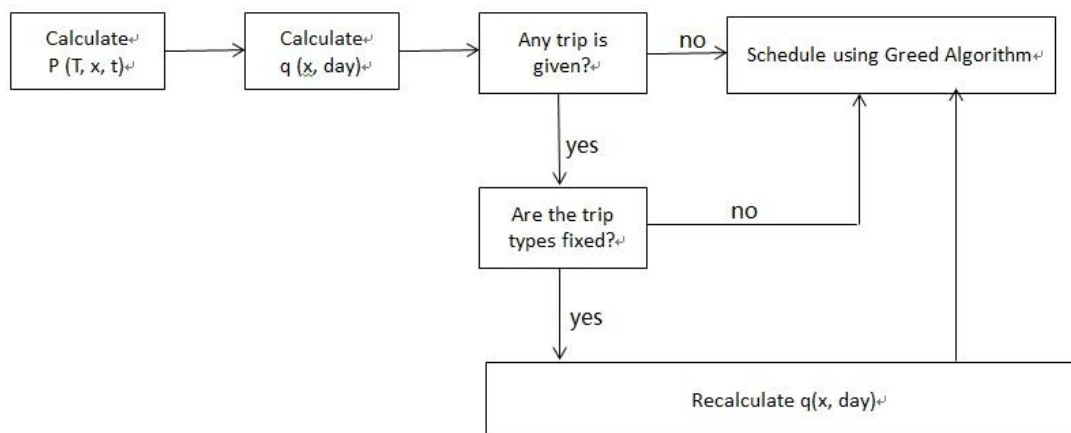 Calculate↵
P (T, x, t)↵
Calculate↵
q (x, day)↵
Any trip is
given?↵
no
Schedule using Greed Algorithm↵
yes
Are the trip
types fixed?↵
no
yes
Recalculate q(x, day)↵